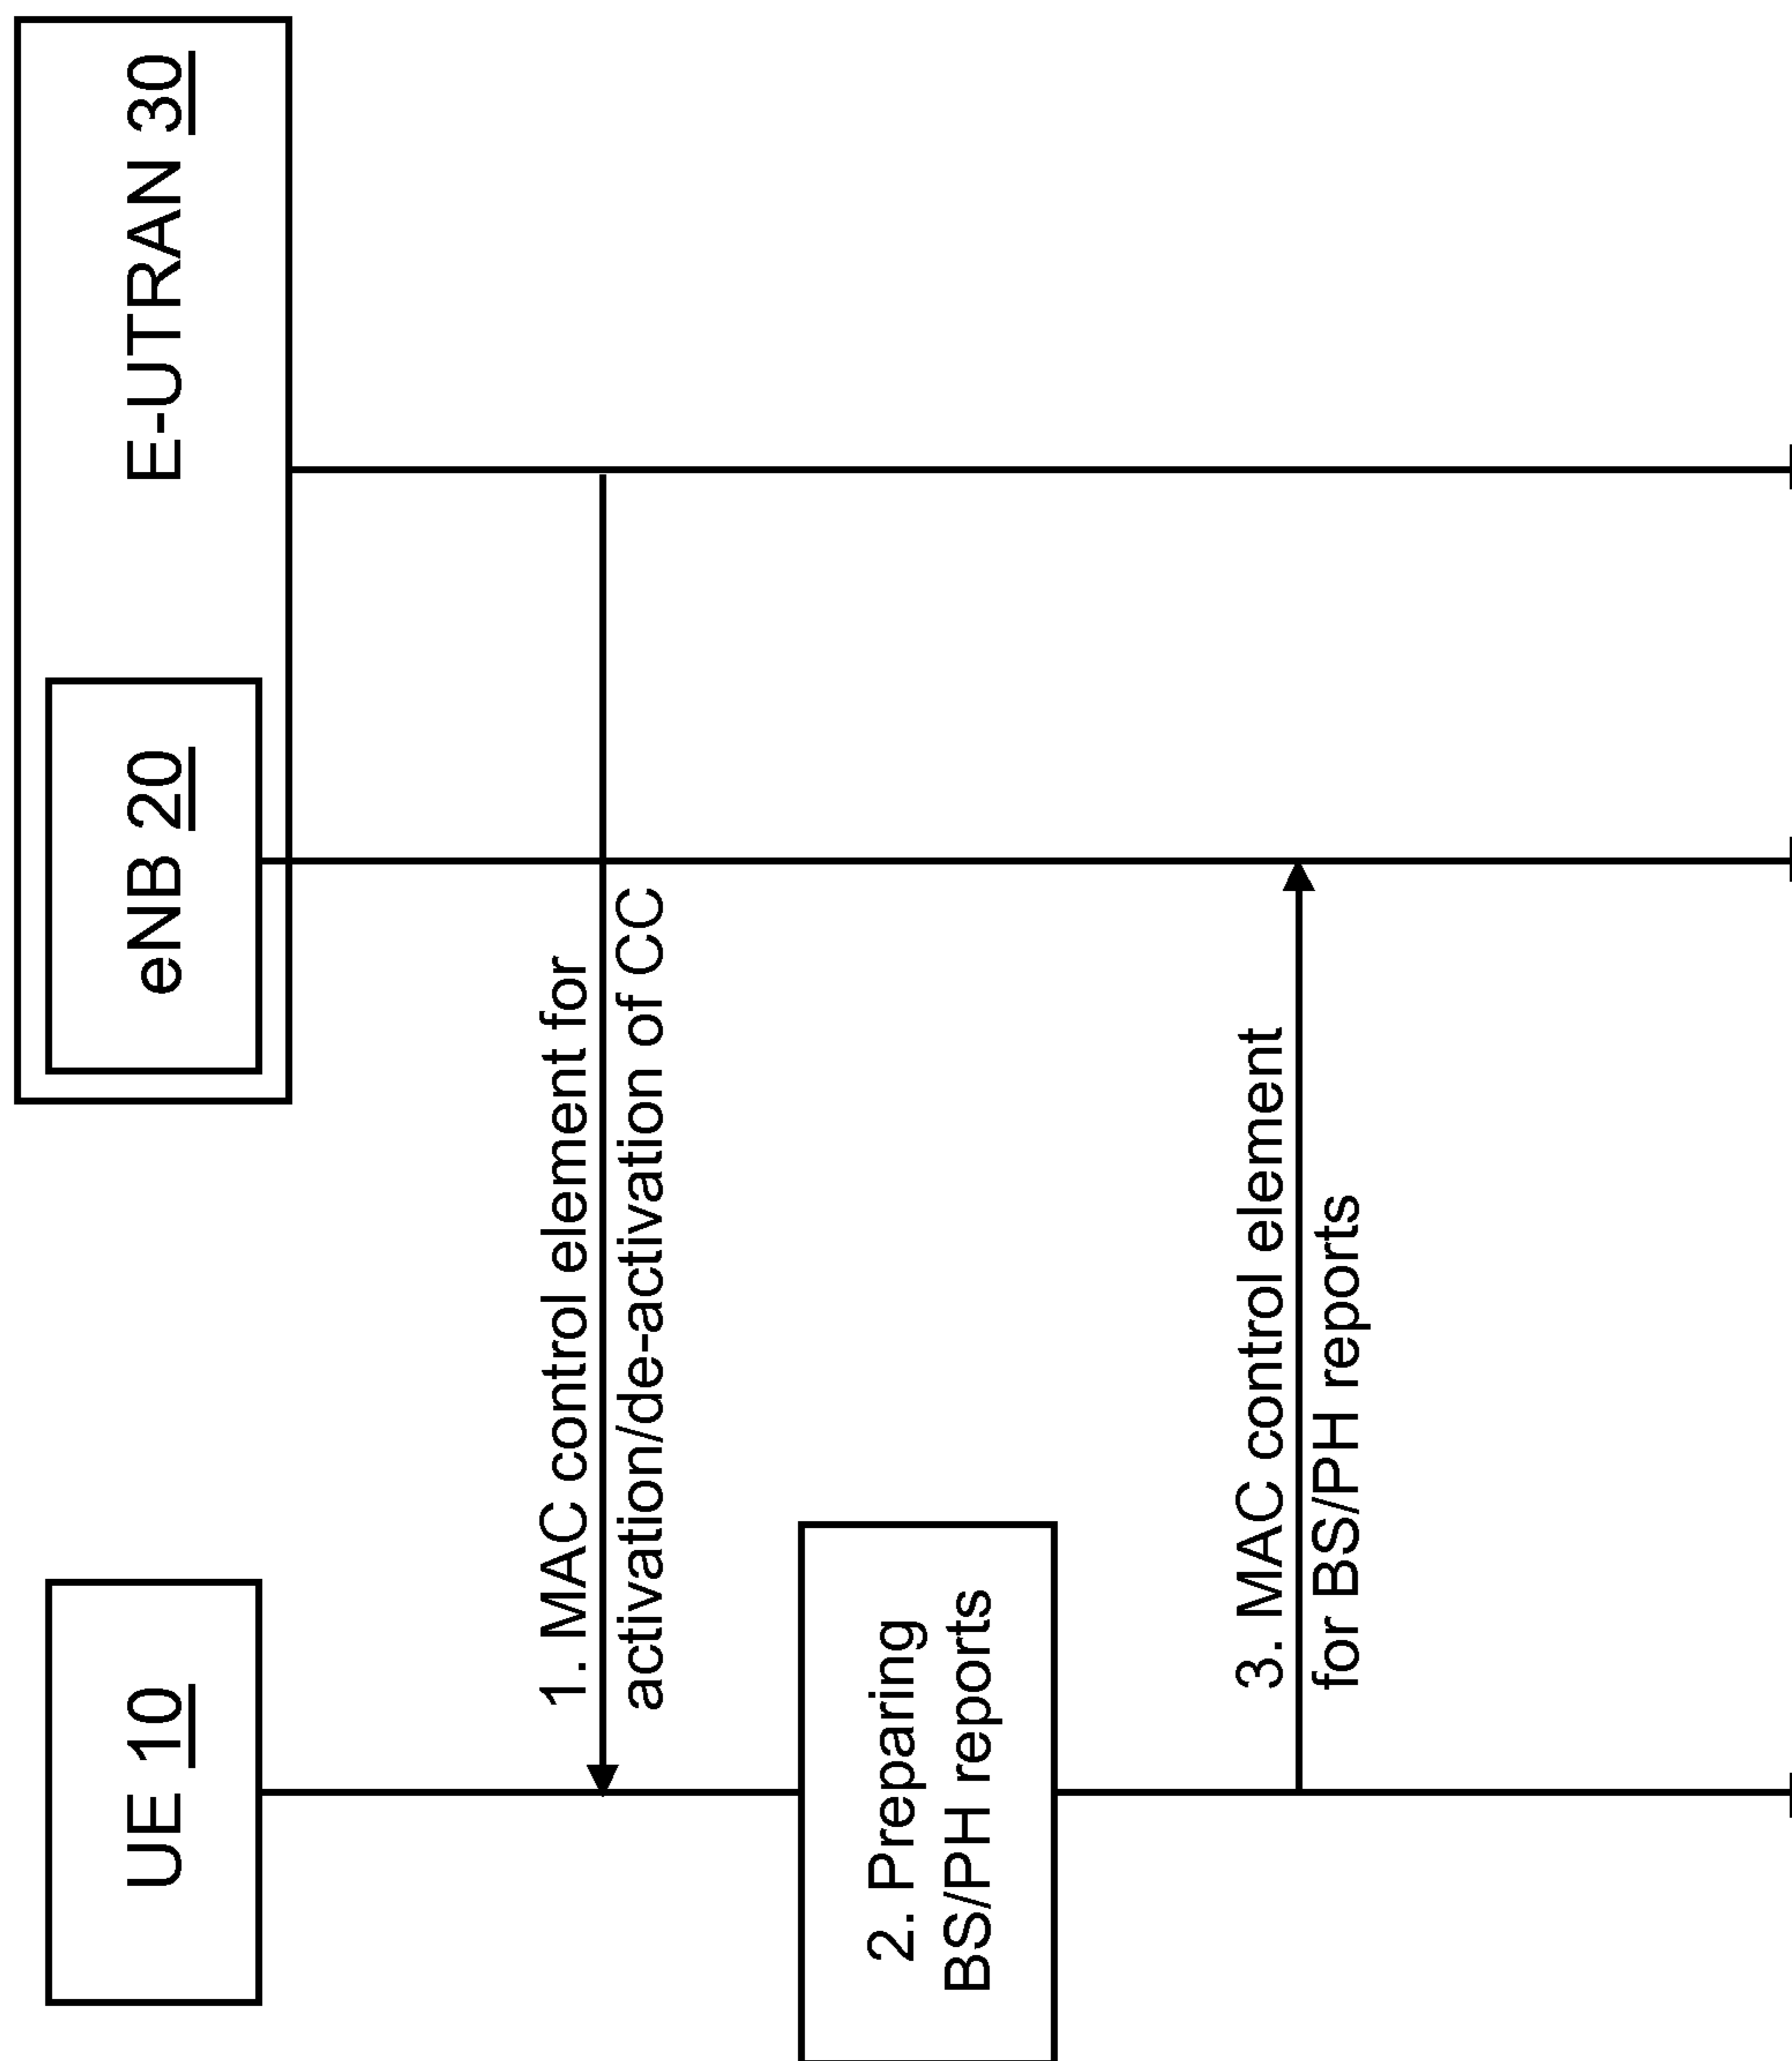 UE 10
eNB 20
E-UTRAN 30
1. MAC control element for
activation/de-activation of CC
2. Preparing
BS/PH reports
3. MAC control element
for BS/PH reports